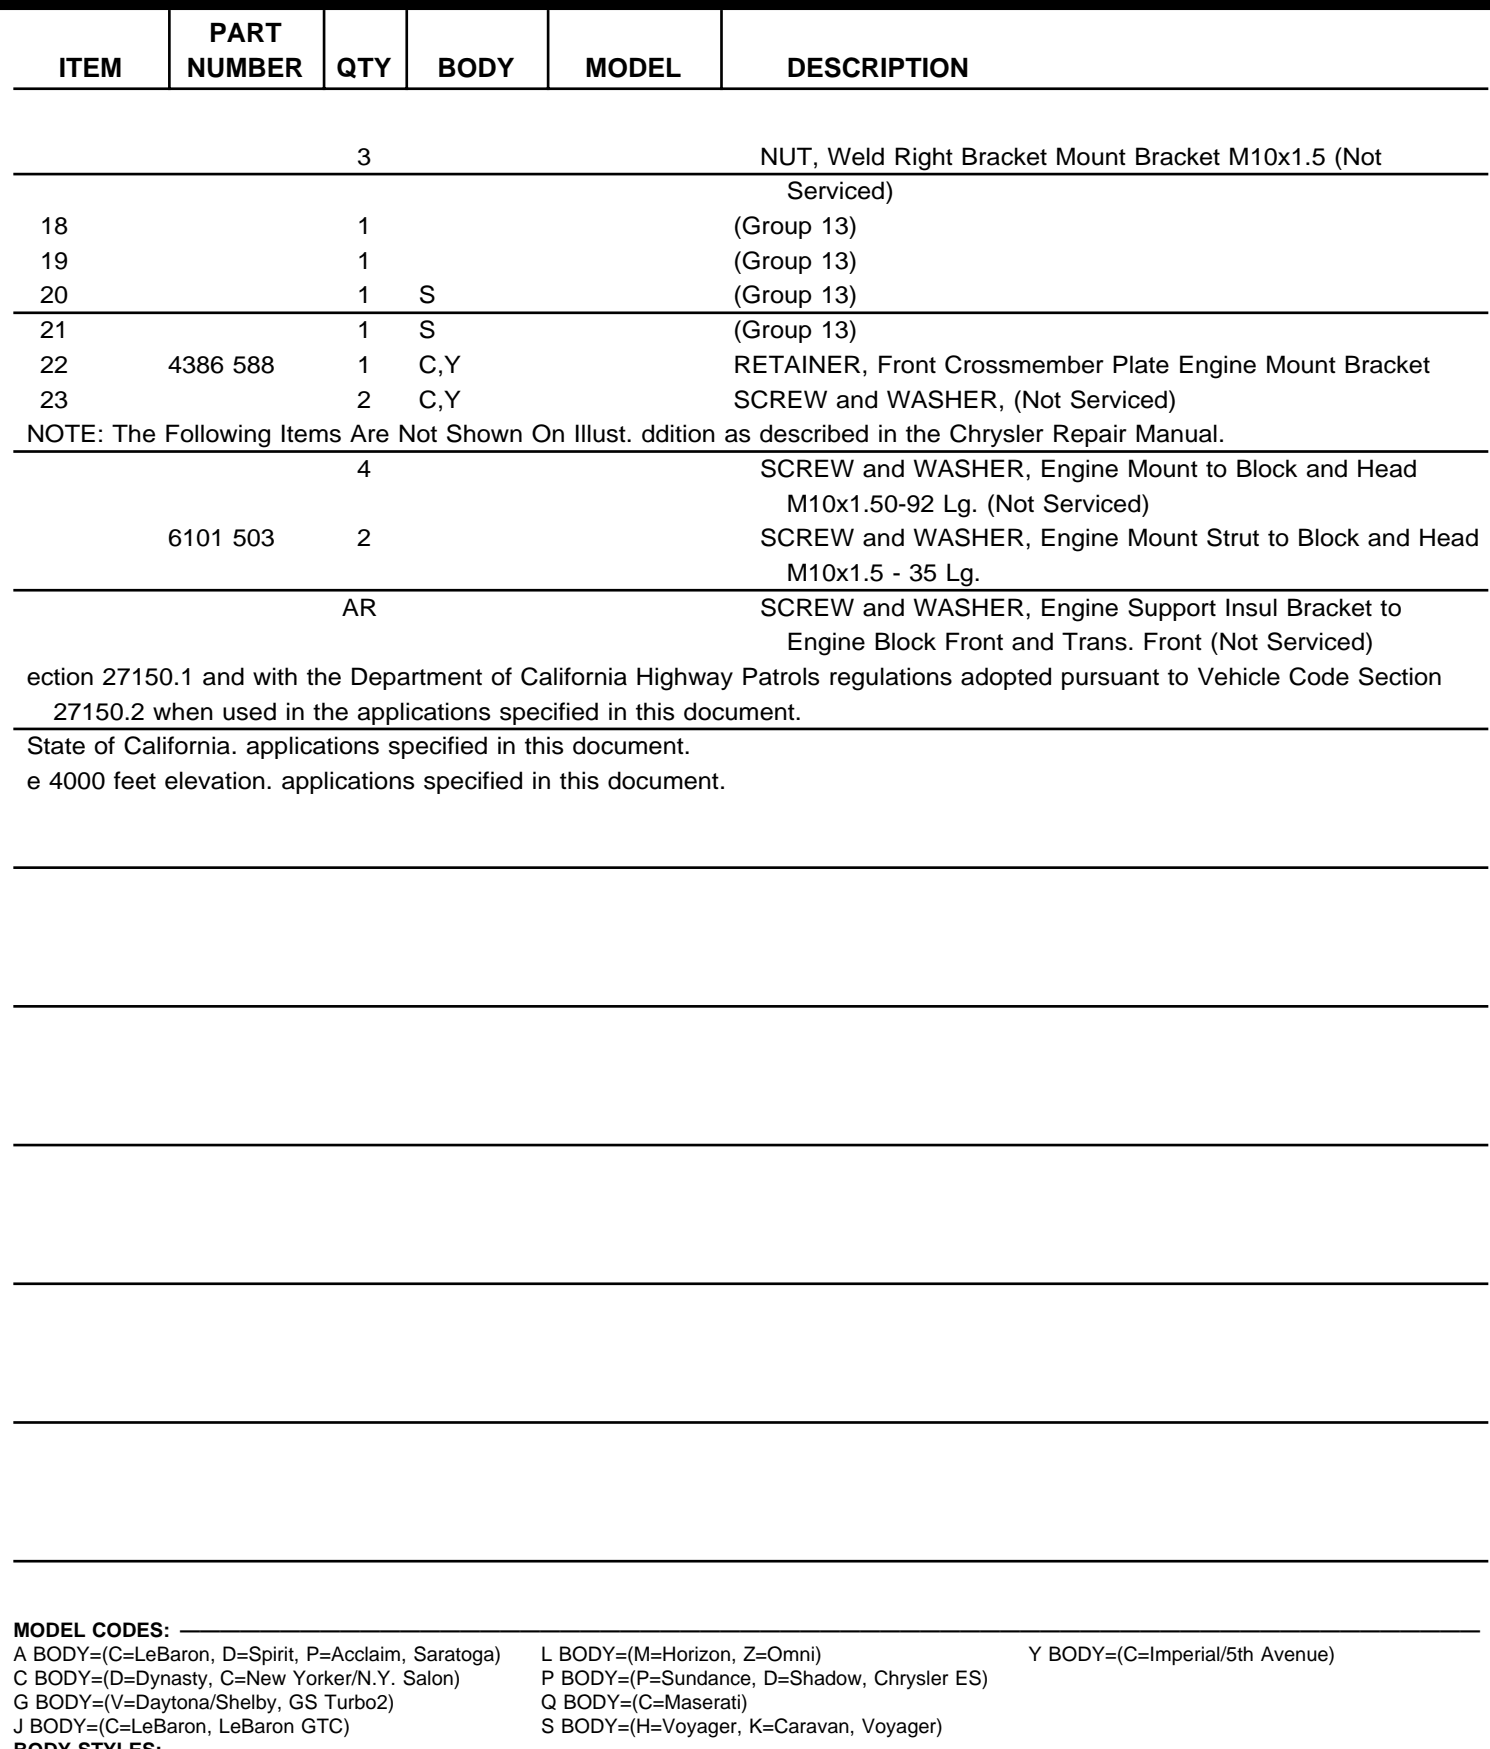 PART
ITEM NUMBER QTY BODY MODEL DESCRIPTION
3 NUT, Weld Right Bracket Mount Bracket M10x1.5 (Not
Serviced)
18 1 (Group 13)
19 1 (Group 13)
20 1 S (Group 13)
21 1 S (Group 13)
22 4386 588 1 C,Y RETAINER, Front Crossmember Plate Engine Mount Bracket
23 2 C,Y SCREW and WASHER, (Not Serviced)
NOTE: The Following Items Are Not Shown On Illust. ddition as described in the Chrysler Repair Manual.
4 SCREW and WASHER, Engine Mount to Block and Head
M10x1.50-92 Lg. (Not Serviced)
6101 503 2 SCREW and WASHER, Engine Mount Strut to Block and Head
M10x1.5 - 35 Lg.
AR SCREW and WASHER, Engine Support Insul Bracket to
Engine Block Front and Trans. Front (Not Serviced)
ection 27150.1 and with the Department of California Highway Patrols regulations adopted pursuant to Vehicle Code Section
27150.2 when used in the applications specified in this document.
State of California. applications specified in this document.
e 4000 feet elevation. applications specified in this document.
MODEL CODES:
A BODY=(C=LeBaron, D=Spirit, P=Acclaim, Saratoga) L BODY=(M=Horizon, Z=Omni) Y BODY=(C=Imperial/5th Avenue)
C BODY=(D=Dynasty, C=New Yorker/N.Y. Salon) P BODY=(P=Sundance, D=Shadow, Chrysler ES)
G BODY=(V=Daytona/Shelby, GS Turbo2) Q BODY=(C=Maserati)
J BODY=(C=LeBaron, LeBaron GTC) S BODY=(H=Voyager, K=Caravan, Voyager)
BODY STYLES: